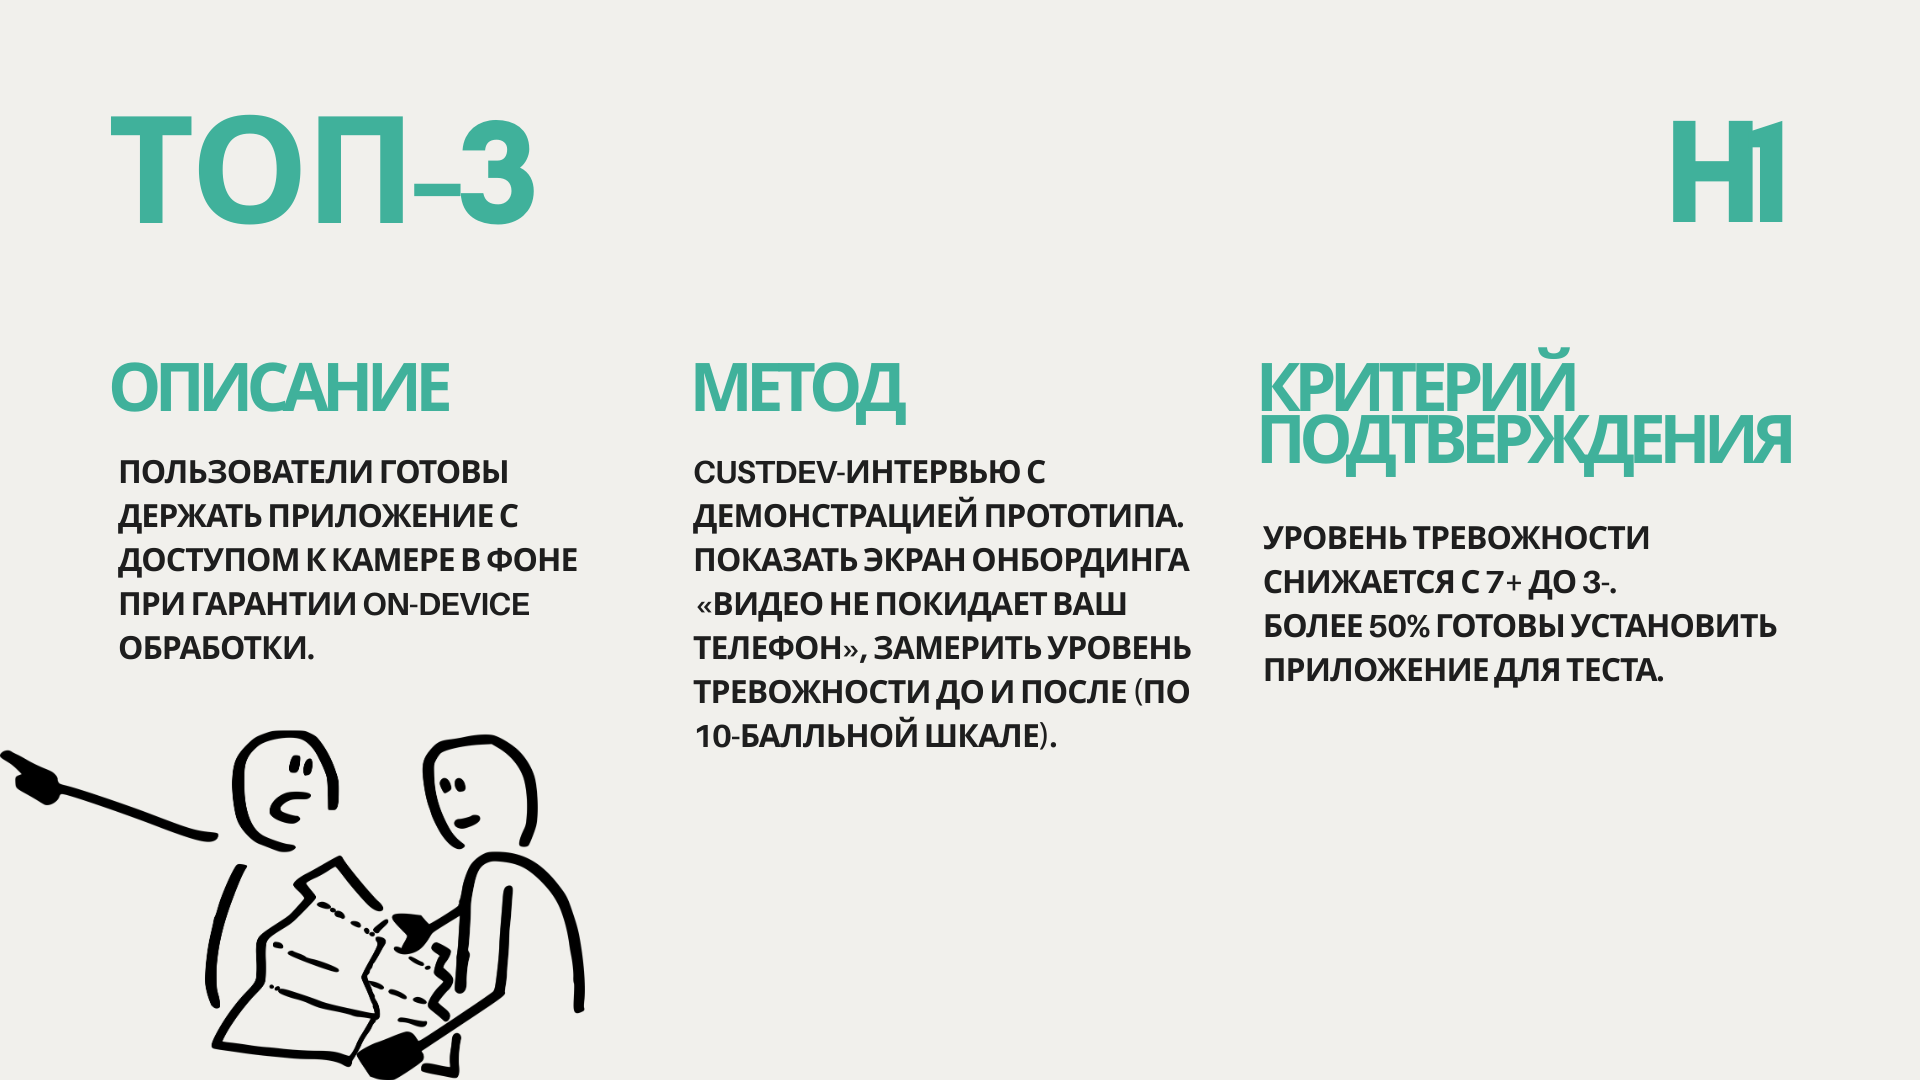 ТОП-3
H1
ОПИСАНИЕ
ПОЛЬЗОВАТЕЛИ ГОТОВЫ
ДЕРЖАТЬ ПРИЛОЖЕНИЕ С
ДОСТУПОМ К КАМЕРЕ В ФОНЕ
ПРИ ГАРАНТИИ ON-DEVICE
ОБРАБОТКИ.
МЕТОД
CUSTDEV-ИНТЕРВЬЮ С
ДЕМОНСТРАЦИЕЙ ПРОТОТИПА.
ПОКАЗАТЬ ЭКРАН ОНБОРДИНГА
«ВИДЕО НЕ ПОКИДАЕТ ВАШ
ТЕЛЕФОН», ЗАМЕРИТЬ УРОВЕНЬ
ТРЕВОЖНОСТИ ДО И ПОСЛЕ (ПО
10-БАЛЛЬНОЙ ШКАЛЕ).
КРИТЕРИЙ
ПОДТВЕРЖДЕНИЯ
УРОВЕНЬ ТРЕВОЖНОСТИ
СНИЖАЕТСЯ С 7+ ДО 3-.
БОЛЕЕ 50% ГОТОВЫ УСТАНОВИТЬ
ПРИЛОЖЕНИЕ ДЛЯ ТЕСТА.